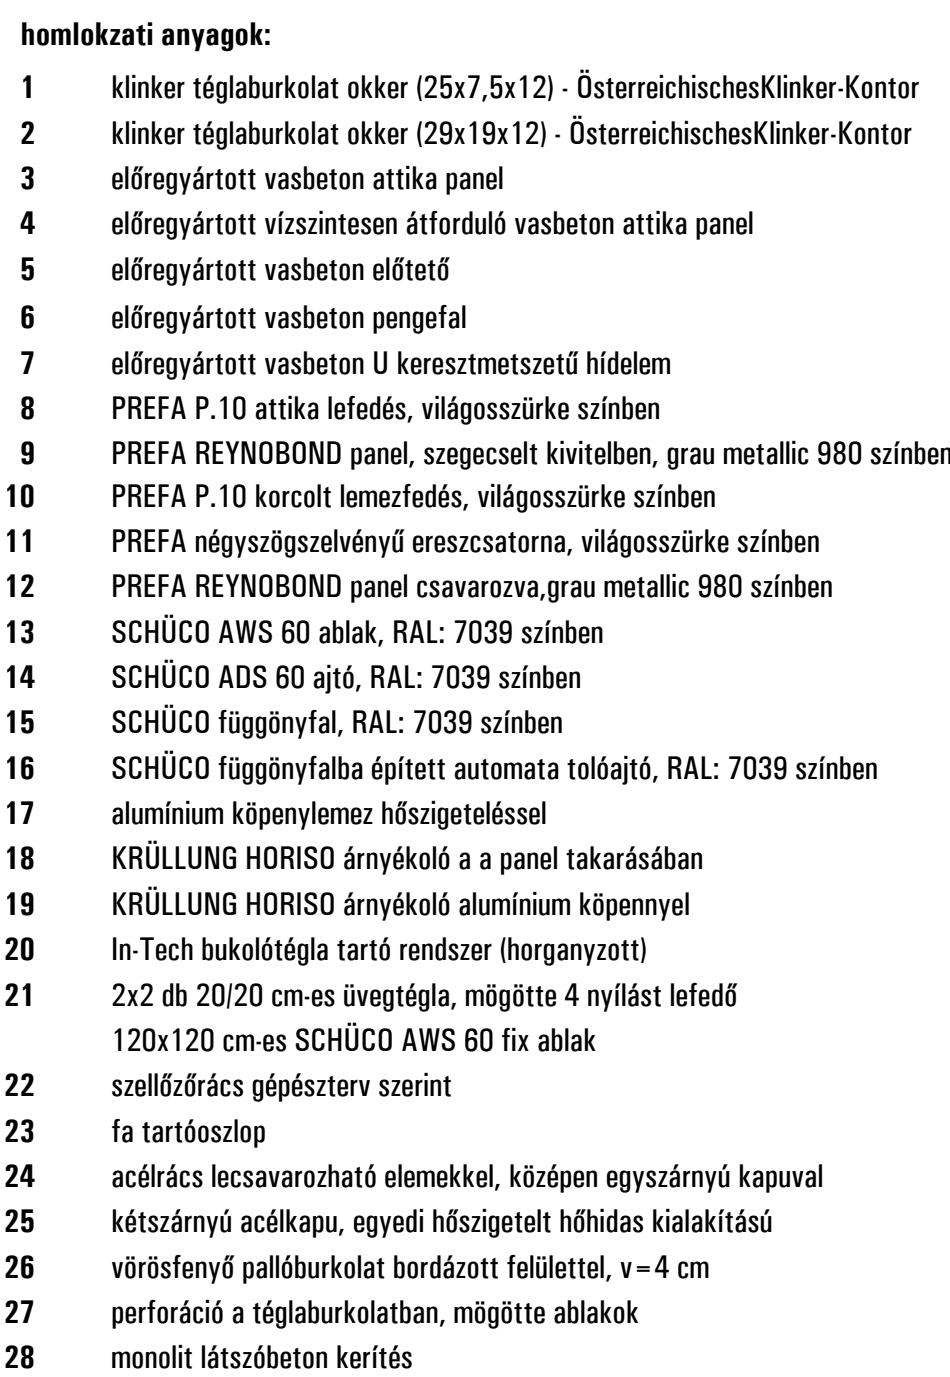 homlokzati anyagok:
1 klinker téglaburkolat okker (25x7,5x12) - ÖsterreichischesKlinker-Kontor
2 klinker téglaburkolat okker (29x19x12) - ÖsterreichischesKlinker-Kontor
3 előregyártott vasbeton attika panel
4 előregyártott vízszintesen átforduló vasbeton attika panel
5 előregyártott vasbeton előtető
6 előregyártott vasbeton pengefal
7 előregyártott vasbeton U keresztmetszetű hídelem
8 PREFA P.10 attika lefedés, világosszürke színben
9 PREFA REYNOBOND panel, szegecselt kivitelben, grau metallic 980 színben
10 PREFA P.10 korcolt lemezfedés, világosszürke színben
11 PREFA négyszögszelvényű ereszcsatorna, világosszürke színben
12 PREFA REYNOBOND panel csavarozva,grau metallic 980 színben
13 SCHÜCO AWS 60 ablak, RAL: 7039 színben
14 SCHÜCO ADS 60 ajtó, RAL: 7039 színben
15 SCHÜCO függönyfal, RAL: 7039 színben
16 SCHÜCO függönyfalba épített automata tolóajtó, RAL: 7039 színben
17 alumínium köpenylemez hőszigeteléssel
18 KRÜLLUNG HORISO árnyékoló a a panel takarásában
19 KRÜLLUNG HORISO árnyékoló alumínium köpennyel
20 In-Tech bukolótégla tartó rendszer (horganyzott)
21 2x2 db 20/20 cm-es üvegtégla, mögötte 4 nyílást lefedő
120x120 cm-es SCHÜCO AWS 60 fix ablak
22 szellőzőrács gépészterv szerint
23 fa tartóoszlop
24 acélrács lecsavarozható elemekkel, középen egyszárnyú kapuval
25 kétszárnyú acélkapu, egyedi hőszigetelt hőhidas kialakítású
26 vörösfenyő pallóburkolat bordázott felülettel, v=4 cm
27 perforáció a téglaburkolatban, mögötte ablakok
28 monolit látszóbeton kerítés